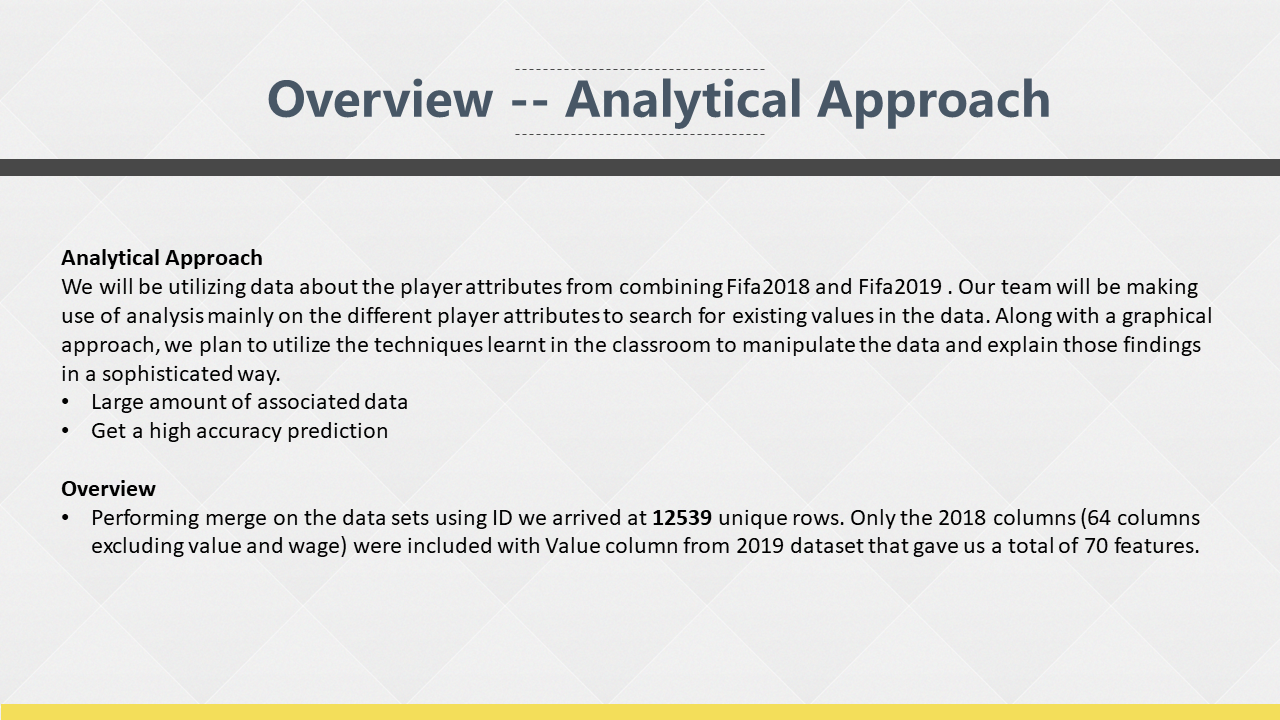 Overview -- Analytical Approach
Analytical Approach
We will be utilizing data about the player attributes from combining Fifa2018 and Fifa2019 . Our team will be making
use of analysis mainly on the different player attributes to search for existing values in the data. Along with a graphical
approach, we plan to utilize the techniques learnt in the classroom to manipulate the data and explain those findings
in a sophisticated way.
• Large amount of associated data
• Get a high accuracy prediction
Overview
• Performing merge on the data sets using ID we arrived at 12539 unique rows. Only the 2018 columns (64 columns
excluding value and wage) were included with Value column from 2019 dataset that gave us a total of 70 features.